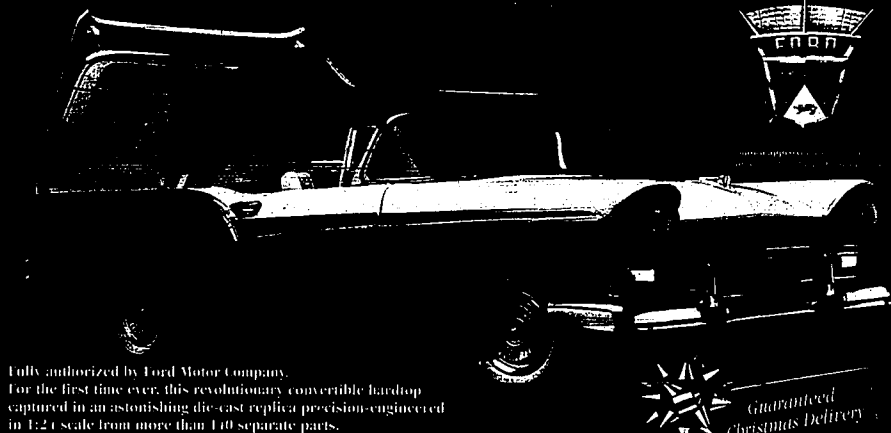 FORD
Fully authorized by Ford Motor Company.
For the first time ever, this revolutionary convertible hardtop
captured in an astonishing die-cast replica precision-engineered
in 1:24 scale from more than 140 separate parts.
Guaranteed
Christmas Delivery